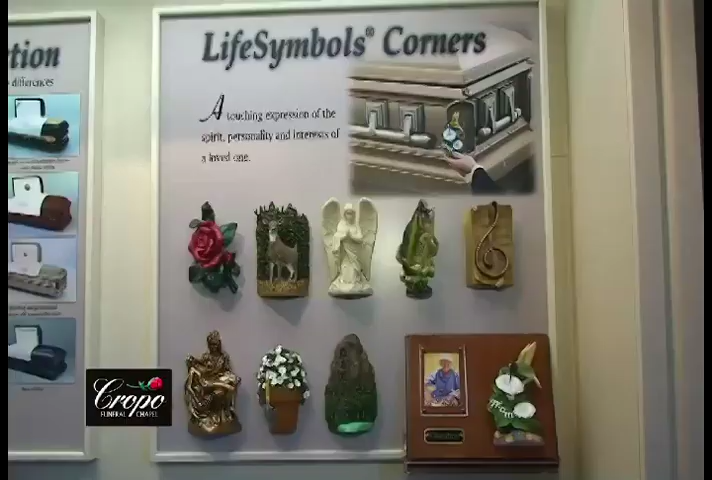 tion
differences
LifeSymbols® Corners
A touching expression of the
spirit, personality and interests of
a loved one.
Cropo
FUNERAL CHAPEL